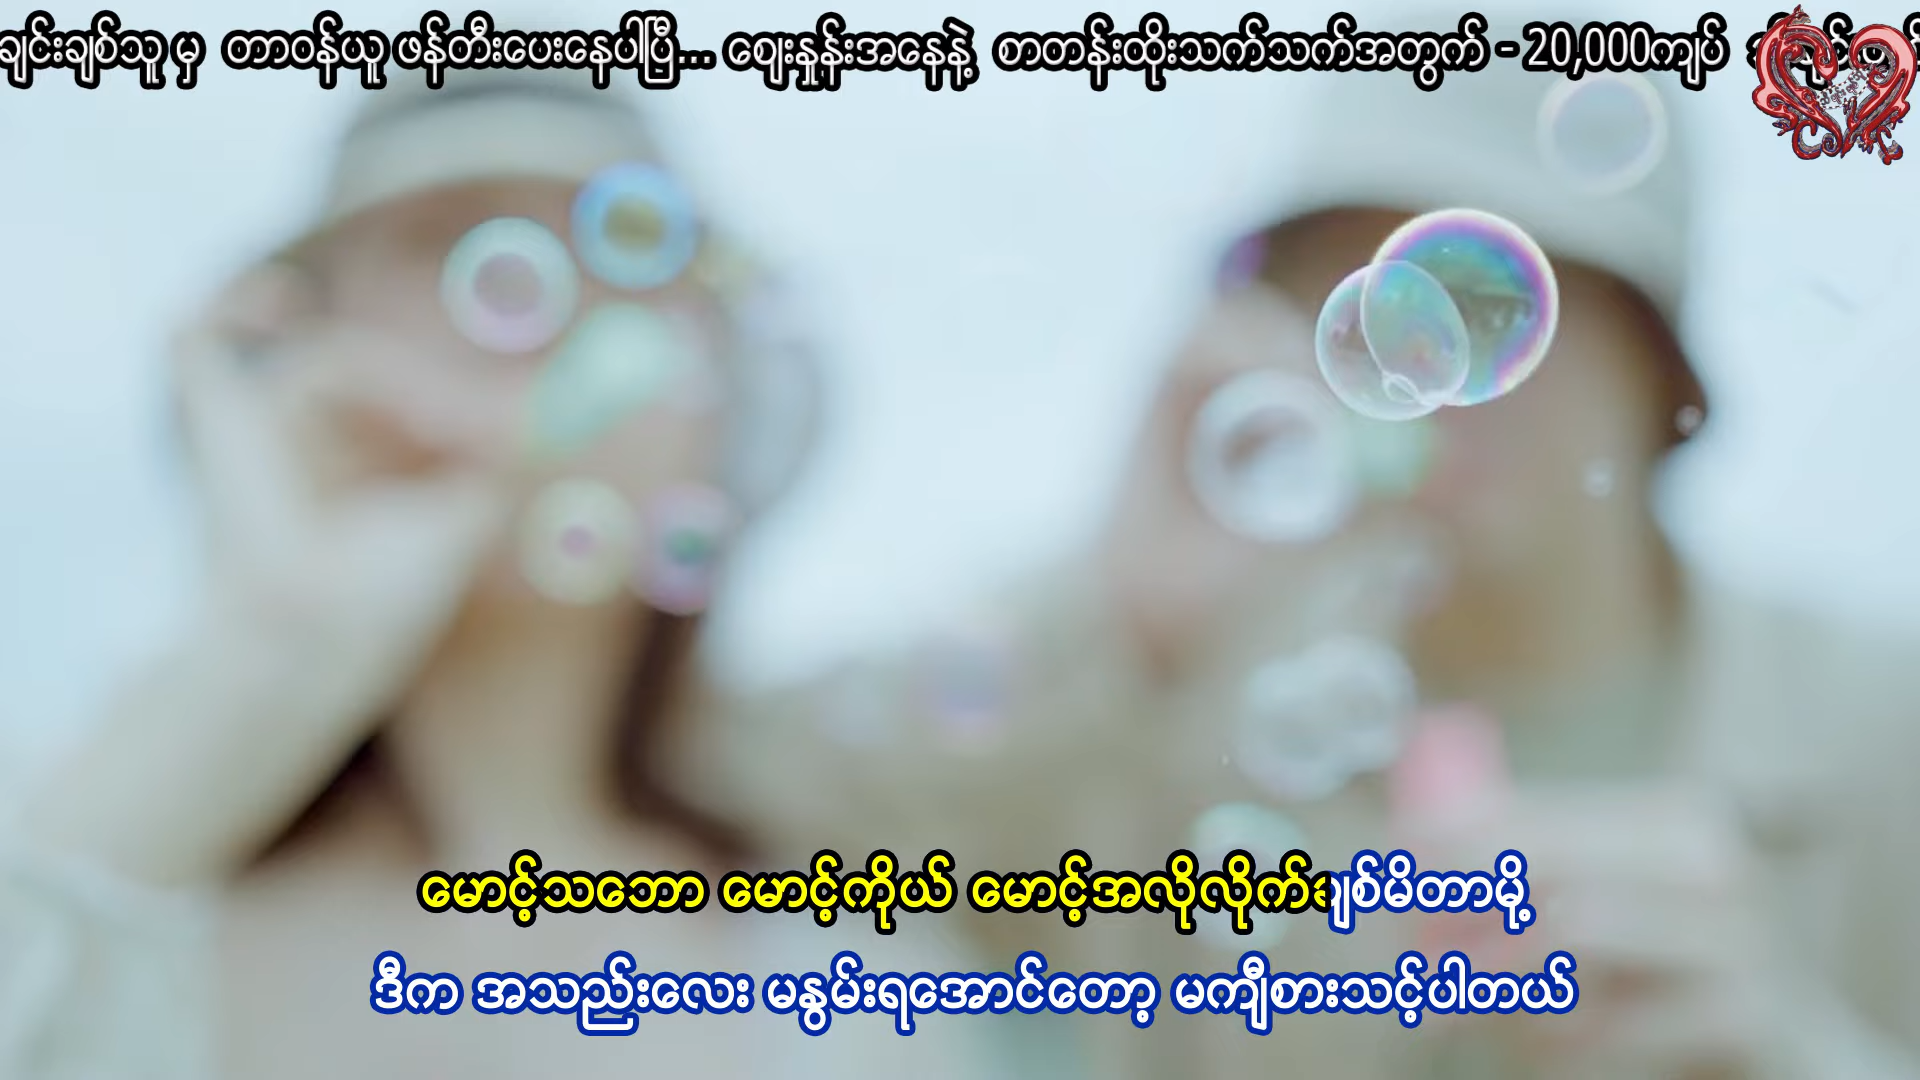 ချင်းချစ်သူ မှ တာဝန်ယူ ဖန်တီးပေးနေပါပြီ... ဈေးနှုန်းအနေနဲ့ စာတန်းထိုးသက်သက်အတွက် - 20,000ကျပ်
မောင့်သဘော မောင့်ကိုယ် မောင့်အလိုလိုက်ချစ်မိတာမို့
ဒီက အသည်းလေး မနွမ်းရအောင်တော့ မကျီစားသင့်ပါတယ်